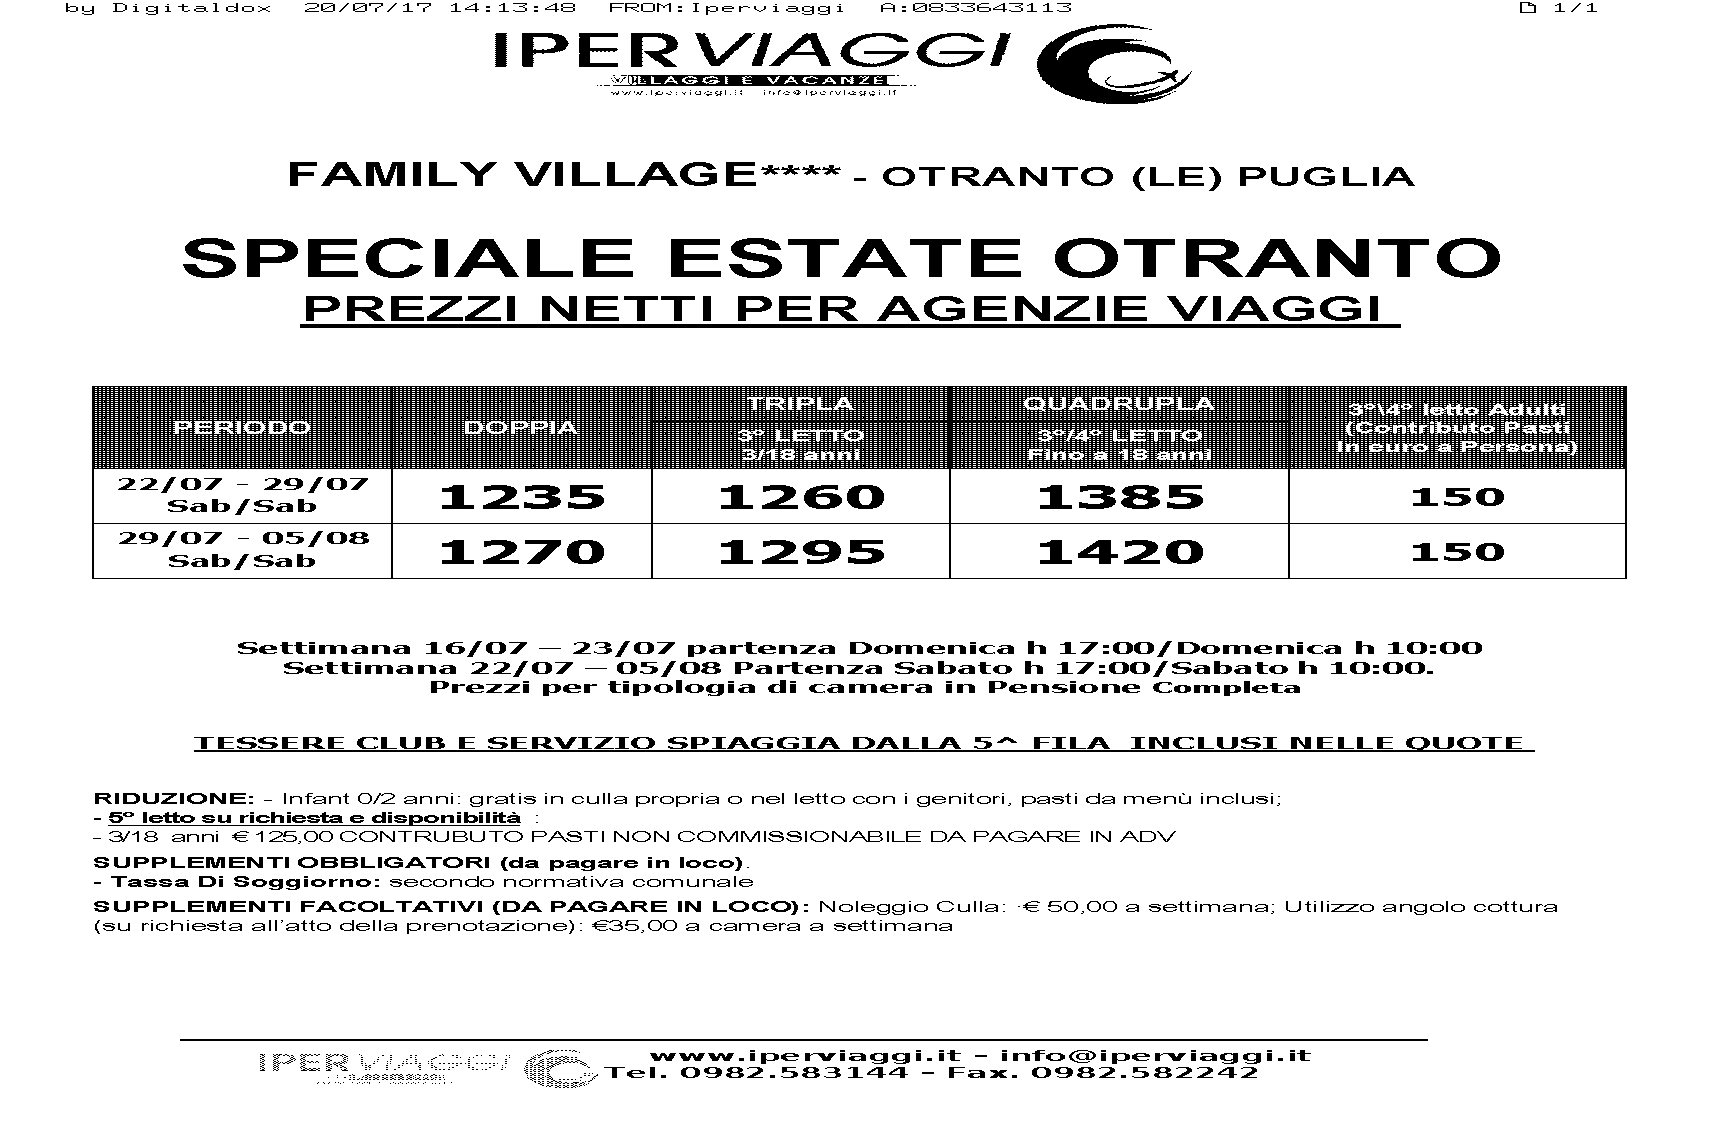 by Digitaldox 20/07/17 14:13:48 FROM:Iperviaggi A:0833643113 1/1
IPERVIAGGI
VILLAGGI E VACANZE
www.iperviaggi.it info@iperviaggi.it
FAMILY VILLAGE**** - OTRANTO (LE) PUGLIA
SPECIALE ESTATE OTRANTO
PREZZI NETTI PER AGENZIE VIAGGI
PERIODO DOPPIA TRIPLA QUADRUPLA 3°\4° letto Adulti
3° LETTO 3°/4° LETTO (Contributo Pasti
3/18 anni Fino a 18 anni in euro a Persona)
22/07 - 29/07
Sab/Sab 1235 1260 1385 150
29/07 - 05/08
Sab/Sab 1270 1295 1420 150
Settimana 16/07 – 23/07 partenza Domenica h 17:00/Domenica h 10:00
Settimana 22/07 – 05/08 Partenza Sabato h 17:00/Sabato h 10:00.
Prezzi per tipologia di camera in Pensione Completa
TESSERE CLUB E SERVIZIO SPIAGGIA DALLA 5^ FILA INCLUSI NELLE QUOTE
RIDUZIONE: - Infant 0/2 anni: gratis in culla propria o nel letto con i genitori, pasti da menù inclusi;
- 5° letto su richiesta e disponibilità :
- 3/18 anni € 125,00 CONTRUBUTO PASTI NON COMMISSIONABILE DA PAGARE IN ADV
SUPPLEMENTI OBBLIGATORI (da pagare in loco).
- Tassa Di Soggiorno: secondo normativa comunale
SUPPLEMENTI FACOLTATIVI (DA PAGARE IN LOCO): Noleggio Culla: € 50,00 a settimana; Utilizzo angolo cottura
(su richiesta all'atto della prenotazione): €35,00 a camera a settimana
IPERVIAGGI
www.iperviaggi.it - info@iperviaggi.it
Tel. 0982.583144 - Fax. 0982.582242